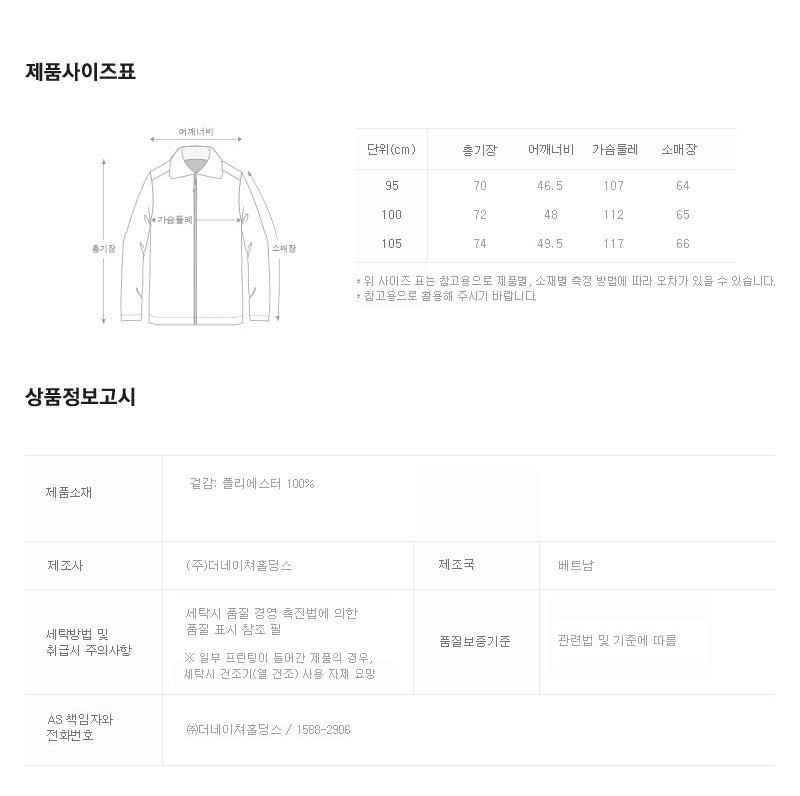 제품사이즈표
어깨너비
가슴둘레
총기장
소매장
단위(cm) 총기장 어깨너비 가슴둘레 소매장
95 70 46.5 107 64
100 72 48 112 65
105 74 49.5 117 66
* 위 사이즈 표는 참고용으로 제품별, 소재별 측정 방법에 따라 오차가 있을 수 있습니다.
* 참고용으로 활용해 주시기 바랍니다.
상품정보고시
제품소재
겉감: 폴리에스터 100%
제조사
(주)더네이쳐홀딩스
제조국
베트남
세탁방법 및
취급시 주의사항
세탁시 품질 경영 촉진법에 의한
품질 표시 참조 필
※ 일부 프린팅이 들어간 제품의 경우,
세탁시 건조기(열 건조) 사용 자제 요망
품질보증기준
관련법 및 기준에 따름
AS 책임자와
전화번호
㈜더네이쳐홀딩스 / 1588-2906